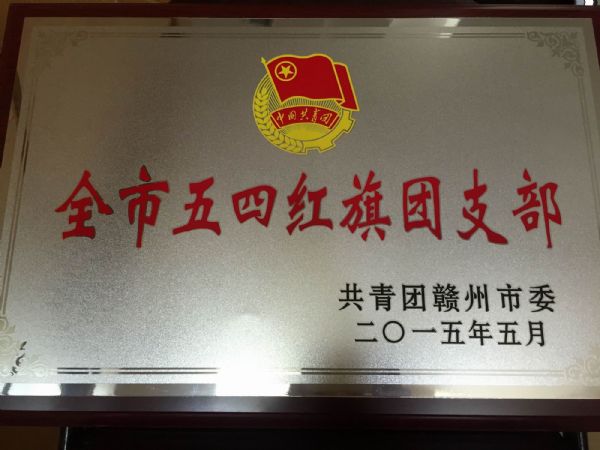 中国共青团
全市五四红旗团支部
共青团赣州市委
二〇一五年五月